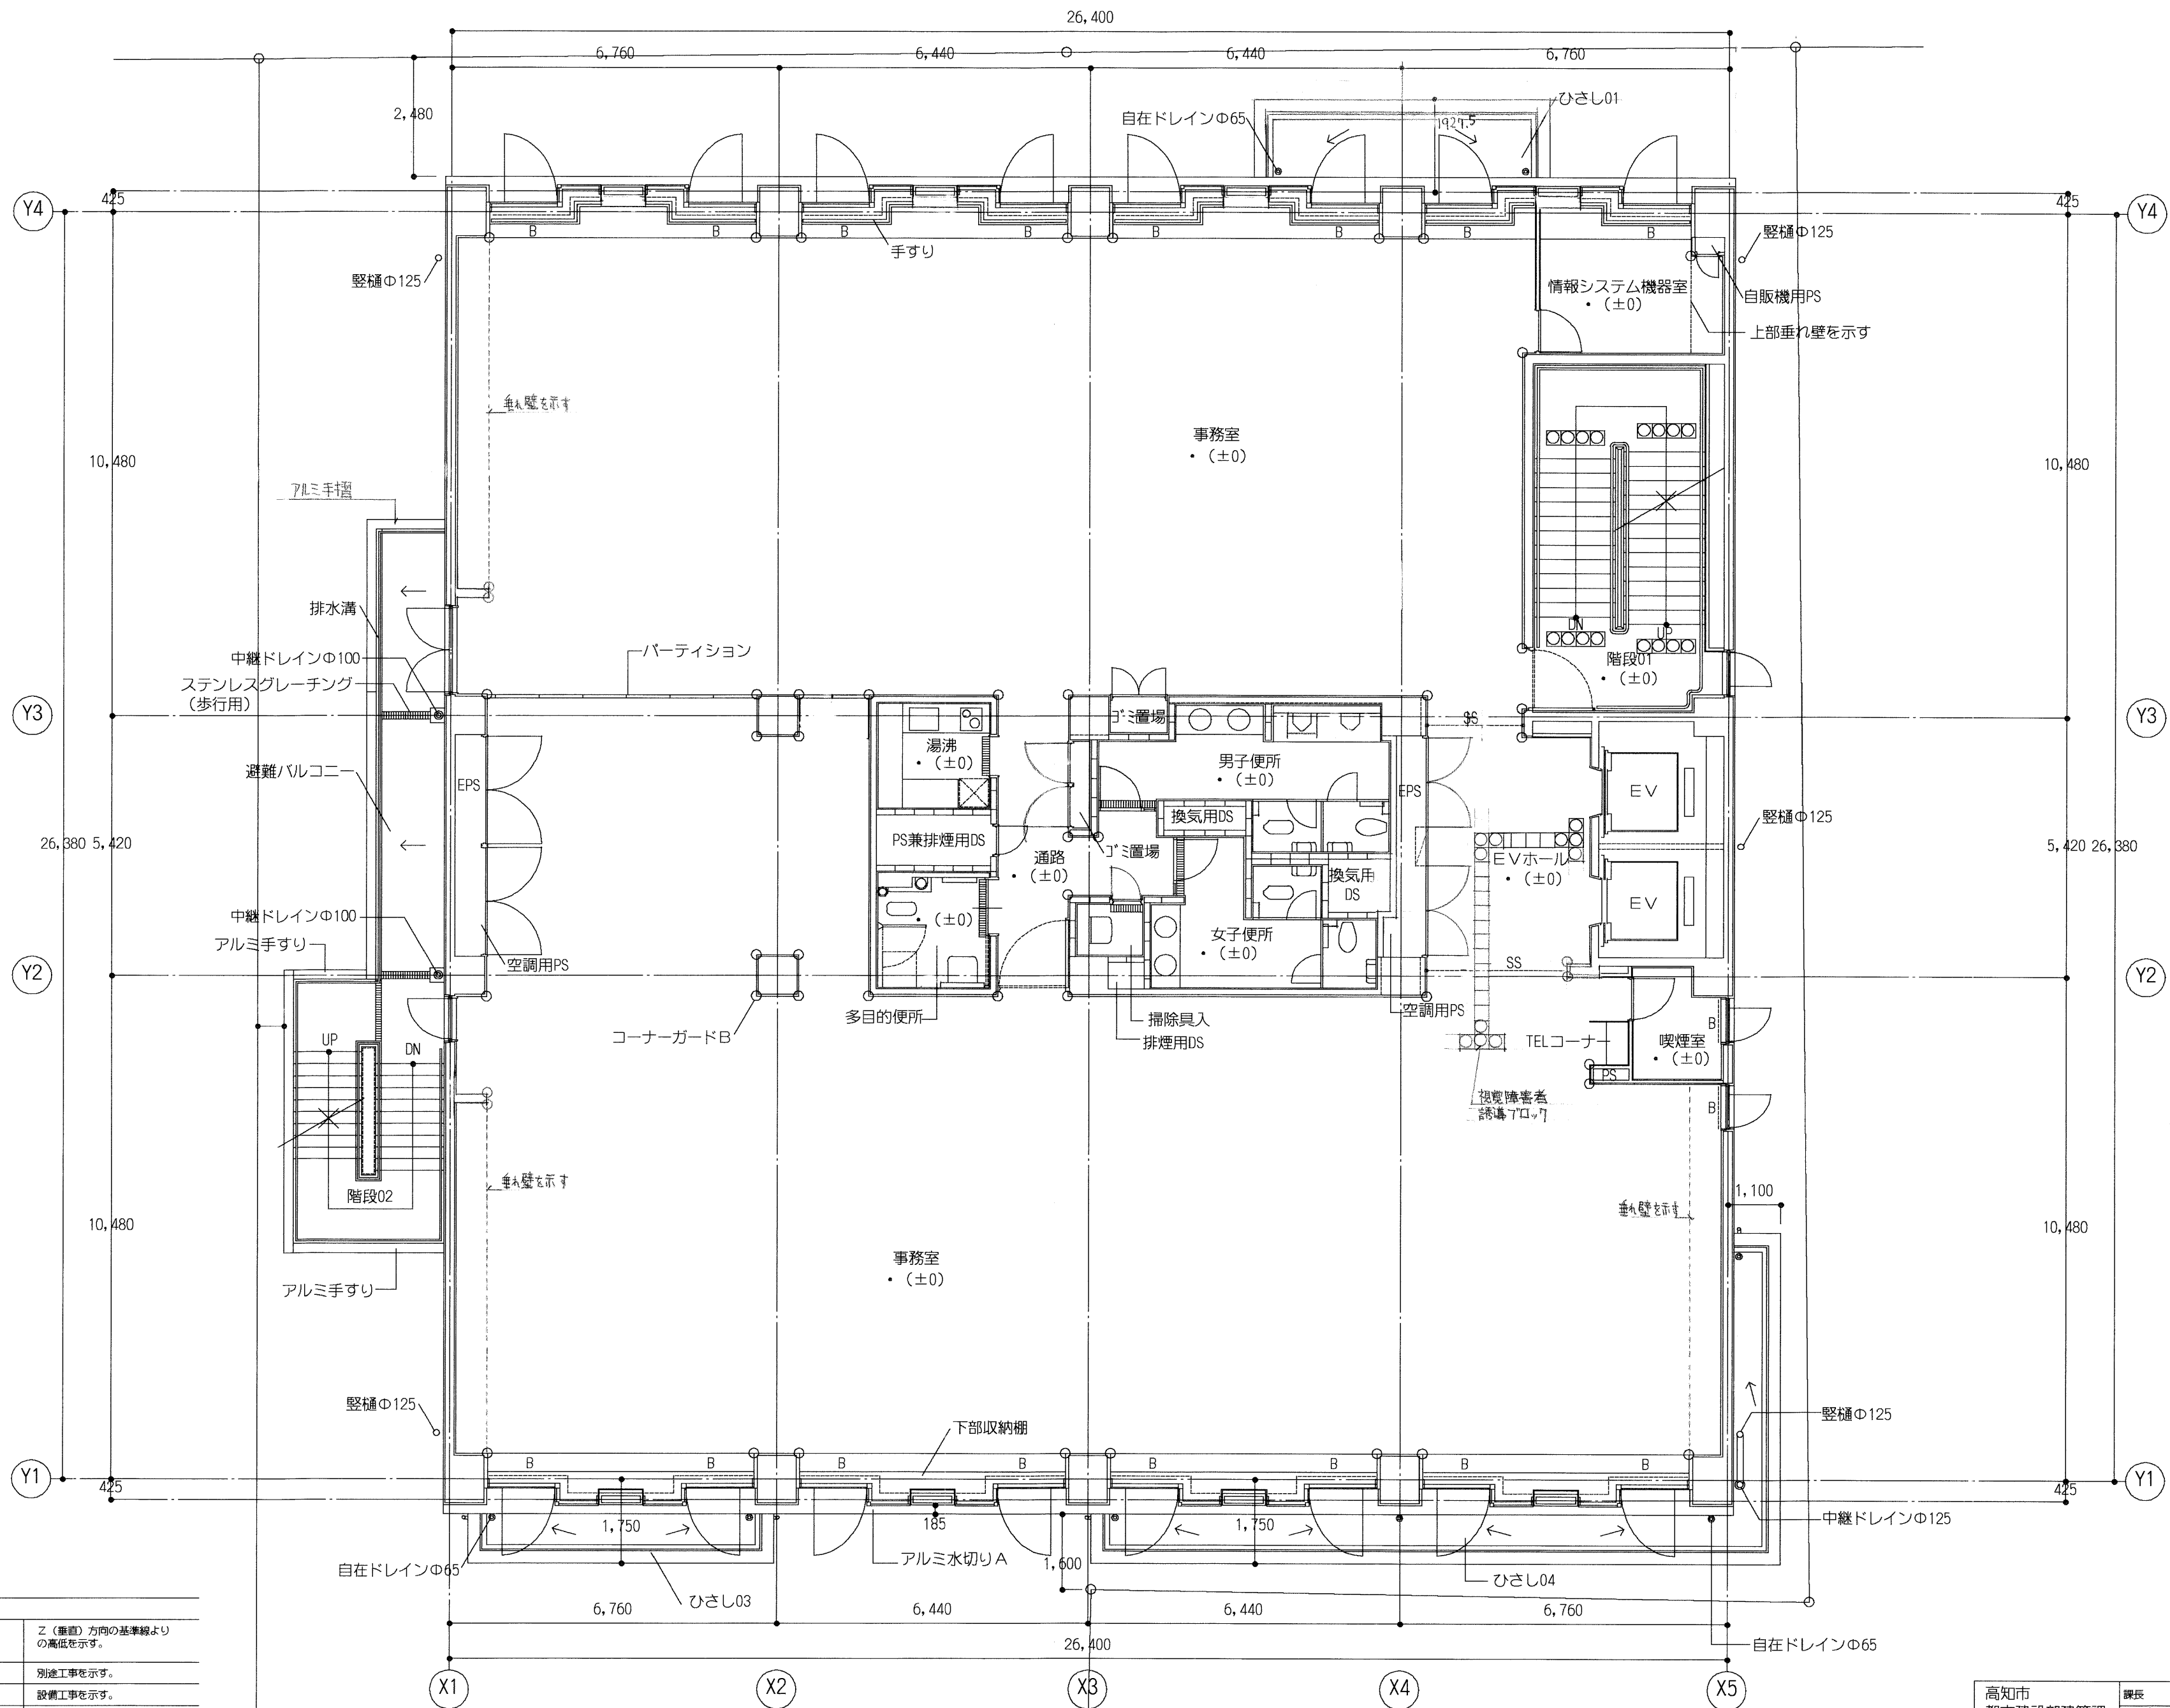 26,400
6,760
6,440
6,440
6,760
2,480
自在ドレインΦ65
ひさし01
1927.5
Y4
425
425
Y4
B
B
B
B
B
B
B
B
手すり
竪樋Φ125
竪樋Φ125
情報システム機器室
・(±0)
自販機用PS
上部垂れ壁を示す
垂れ壁を示す
事務室
・(±0)
10,480
10,480
アルミ手摺
排水溝
中継ドレインΦ100
ステンレスグレーチング
(歩行用)
パーティション
DN
UP
階段01
・(±0)
Y3
Y3
ゴミ置場
SS
湯沸
・(±0)
男子便所
・(±0)
避難バルコニー
EPS
EPS
EV
換気用DS
竪樋Φ125
26,380
5,420
PS兼排煙用DS
通路
・(±0)
ゴミ置場
EVホール
・(±0)
5,420
26,380
換気用
DS
EV
中継ドレインΦ100
・(±0)
アルミ手すり
女子便所
・(±0)
Y2
空調用PS
SS
Y2
多目的便所
掃除具入
空調用PS
コーナーガードB
排煙用DS
TELコーナー
喫煙室
・(±0)
B
UP
DN
PS
視覚障害者
誘導ブロック
B
垂れ壁を示す
階段02
1,100
垂れ壁を示す
10,480
10,480
事務室
・(±0)
アルミ手すり
竪樋Φ125
下部収納棚
竪樋Φ125
B
B
B
B
B
B
B
B
Y1
425
425
Y1
1,750
185
1,750
中継ドレインΦ125
自在ドレインΦ65
アルミ水切りA
1,600
ひさし03
ひさし04
6,760
6,440
6,440
6,760
26,400
自在ドレインΦ65
Z(垂直)方向の基準線より
の高低を示す。
別途工事を示す。
設備工事を示す。
X1
X2
X3
X4
X5
高知市
課長
都市建設部建築課